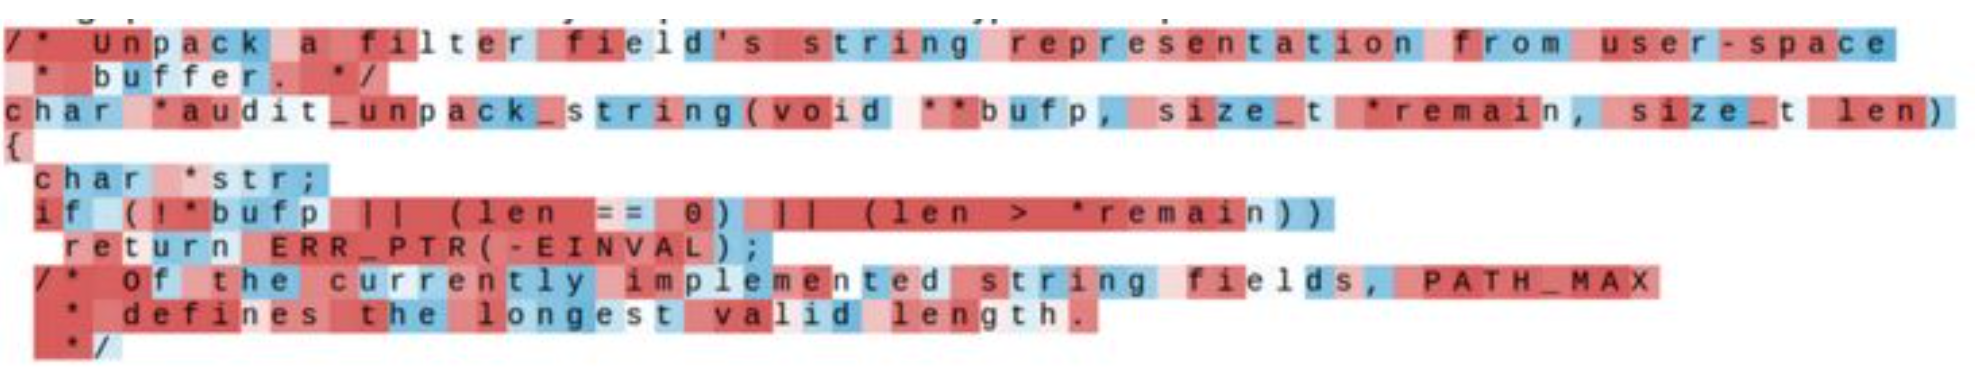 /* Unpack a filter field's string representation from user-space
 * buffer. */
char *audit_unpack_string(void **bufp, size_t *remain, size_t len)
{
  char *str;
  if (!*bufp || (len == 0) || (len > *remain))
    return ERR_PTR(-EINVAL);
  /* Of the currently implemented string fields, PATH_MAX
   * defines the longest valid length.
   */